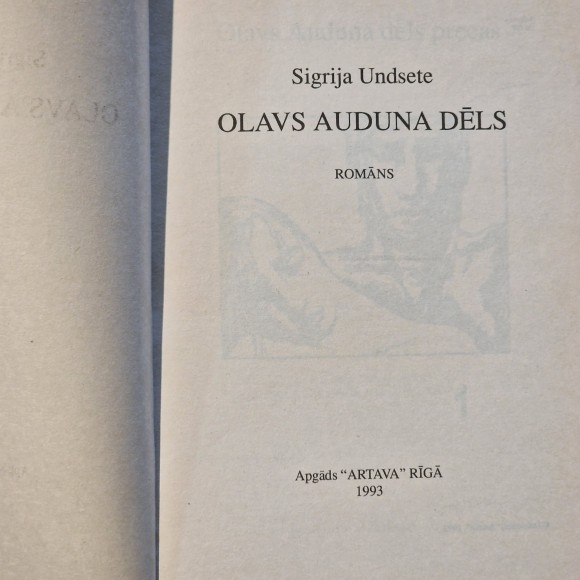 Sigrija Undsete
OLAVS AUDUNA DĒLS
ROMĀNS
Apgāds “ARTAVA” RĪGĀ
1993